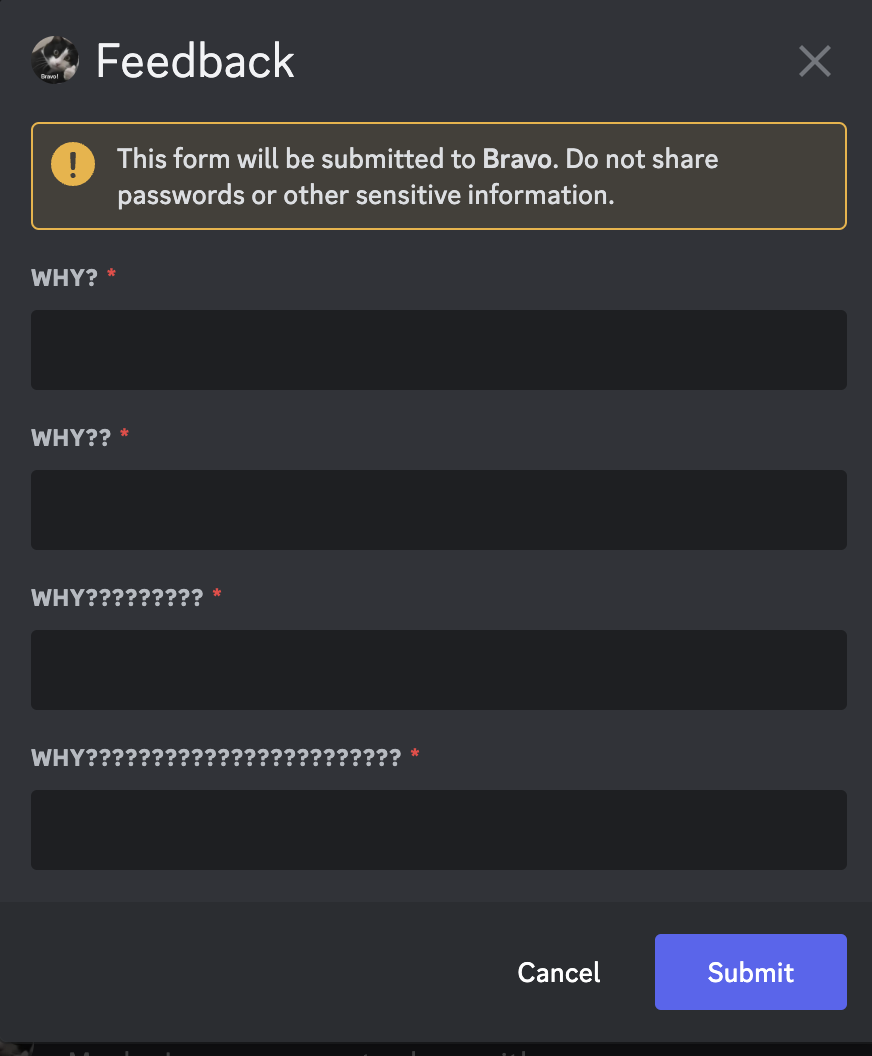 Bravo!
Feedback
This form will be submitted to Bravo. Do not share
passwords or other sensitive information.
WHY? *
WHY?? *
WHY????????? *
WHY???????????????????????? *
Cancel
Submit